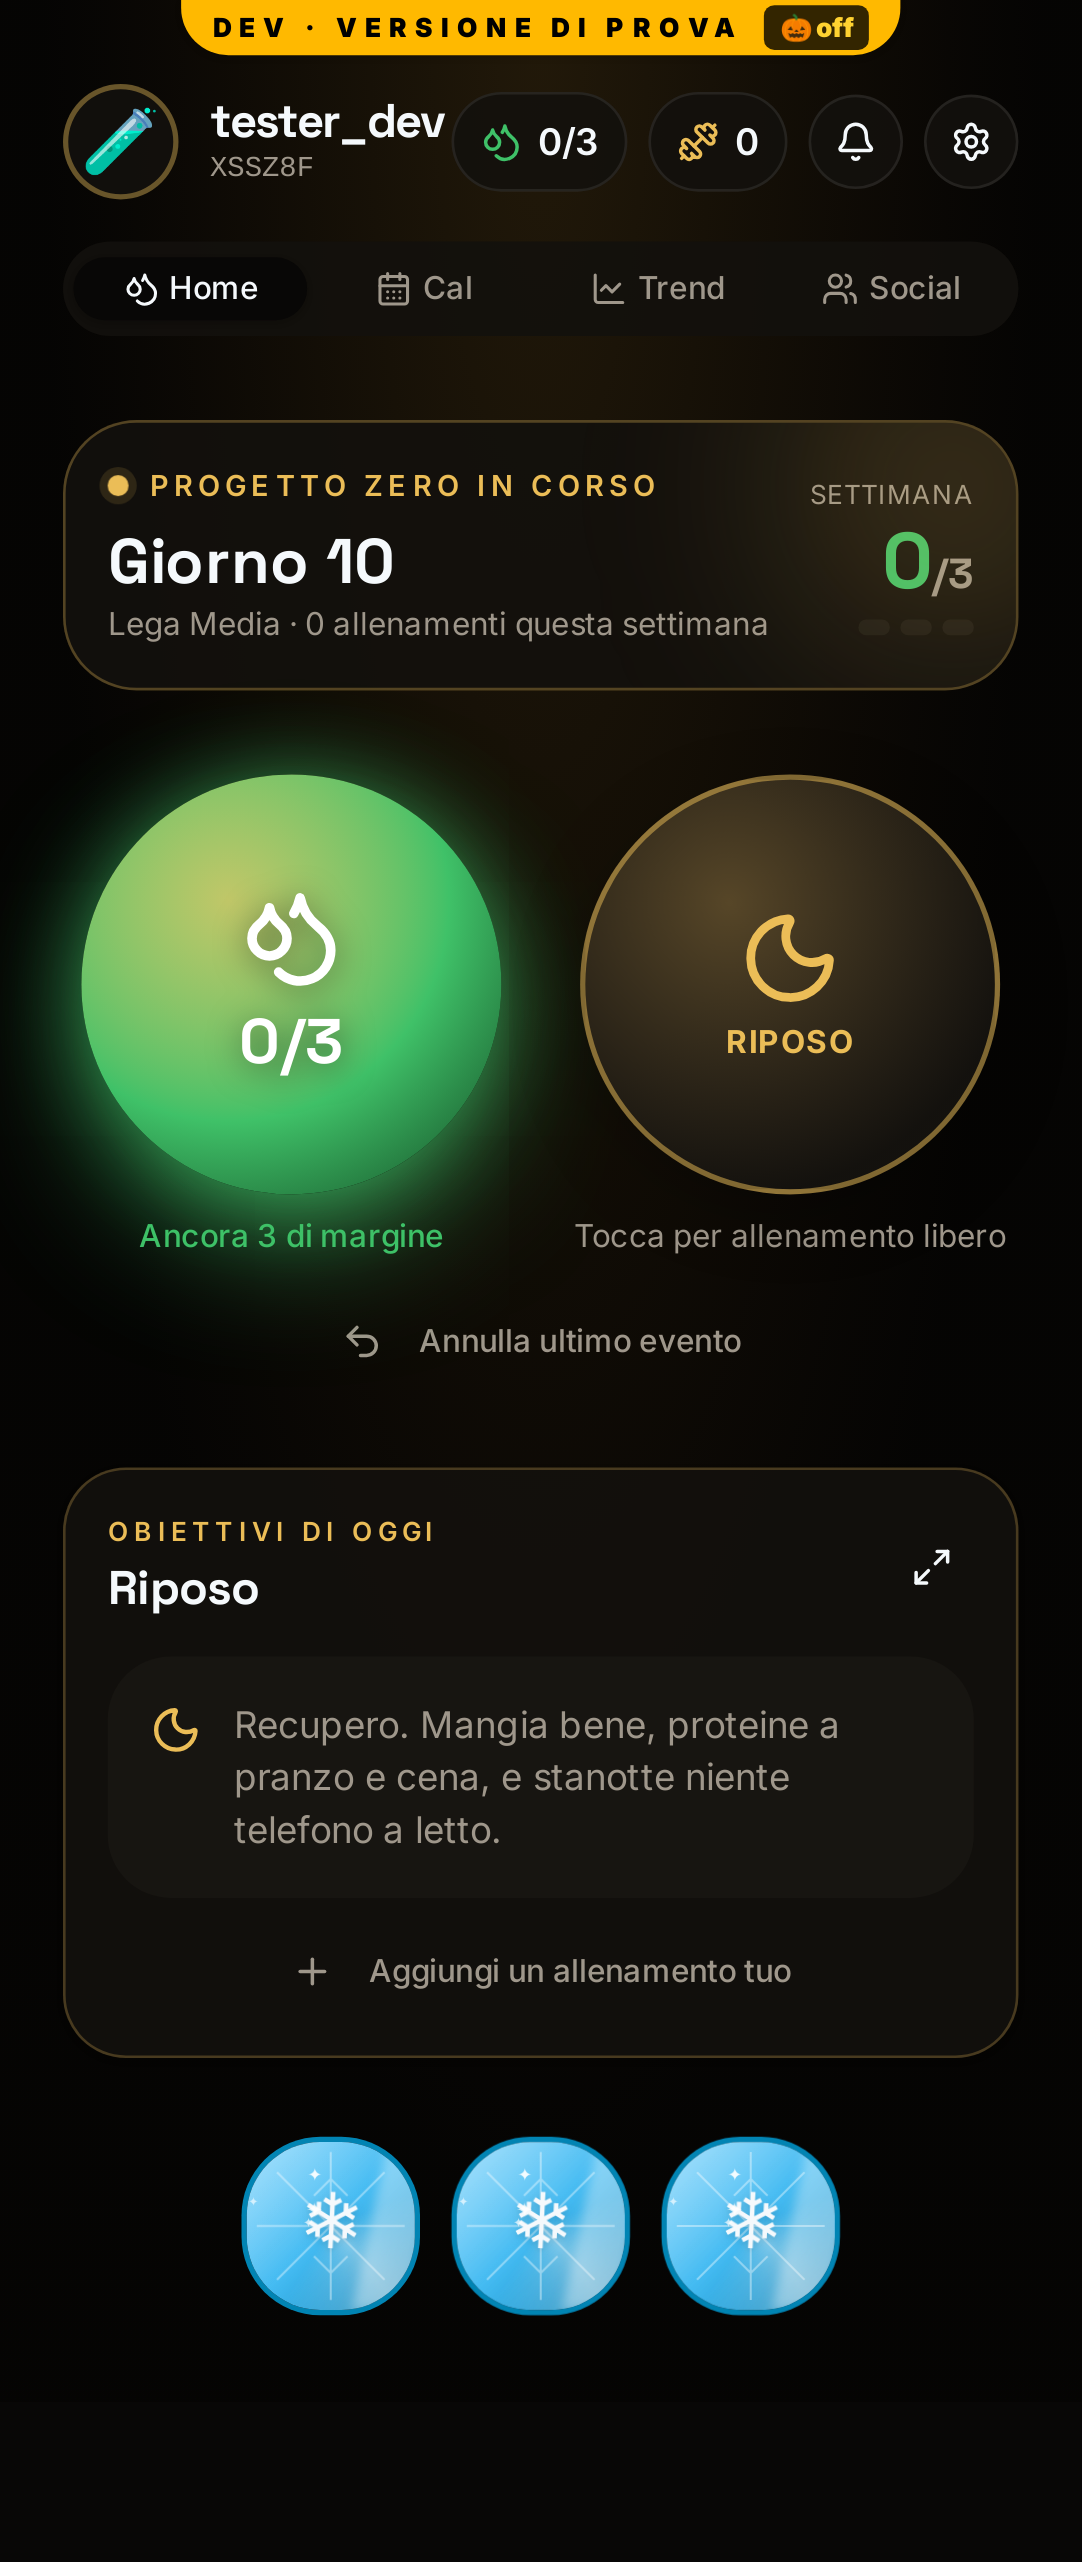 DEV · VERSIONE DI PROVA 🎃 off
tester_dev
XSSZ8F
0/3
0
Home
Cal
Trend
Social
PROGETTO ZERO IN CORSO
SETTIMANA
Giorno 10
0/3
Lega Media · 0 allenamenti questa settimana
0/3
RIPOSO
Ancora 3 di margine
Tocca per allenamento libero
Annulla ultimo evento
OBIETTIVI DI OGGI
Riposo
Recupero. Mangia bene, proteine a
pranzo e cena, e stanotte niente
telefono a letto.
Aggiungi un allenamento tuo